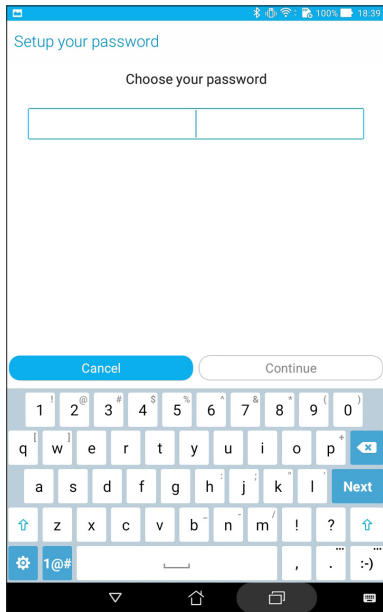 100% 18:39
Setup your password
Choose your password
Cancel Continue
! @ # $ % ^ & * ( )
1 2 3 4 5 6 7 8 9 0
[ ] +
q w e r t y u i o p
: ; " '
a s d f g h j k l Next
_ - /
z x c v b n m ! ?
1@# , . :-)